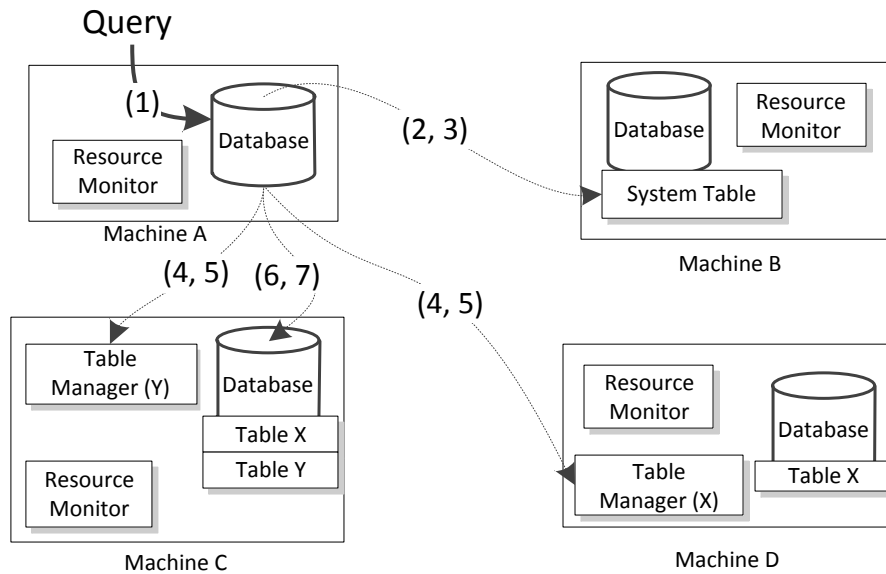 Query
(1)
Database
Resource
Monitor
Machine A
(2, 3)
Database
Resource
Monitor
System Table
Machine B
(4, 5)
(6, 7)
(4, 5)
Table
Manager (Y)
Database
Table X
Table Y
Resource
Monitor
Machine C
Resource
Monitor
Database
Table
Manager (X)
Table X
Machine D